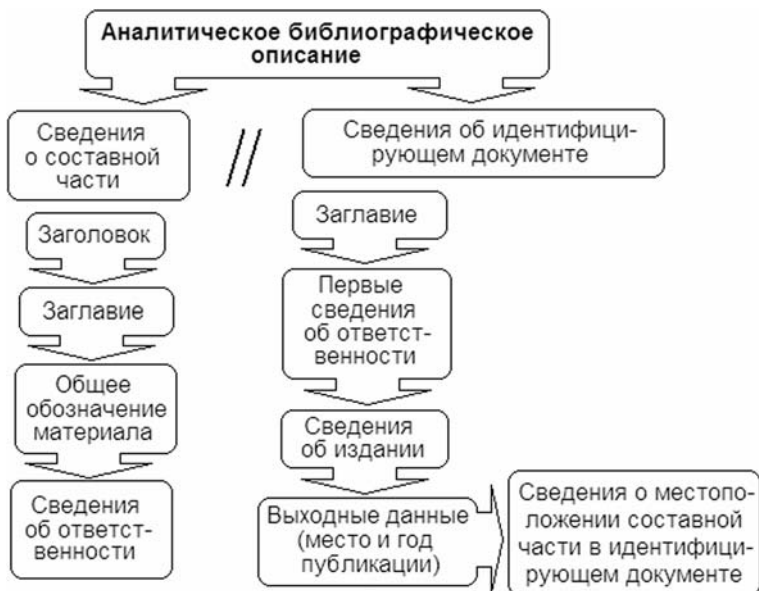 Аналитическое библиографическое
описание
Сведения
о составной
части
//
Сведения об идентифици-
рующем документе
Заголовок
Заглавие
Общее
обозначение
материала
Сведения
об ответст-
венности
Заглавие
Первые
сведения
об ответст-
венности
Сведения
об издании
Выходные данные
(место и год
публикации)
Сведения о местопо-
ложении составной
части в идентифици-
рующем документе